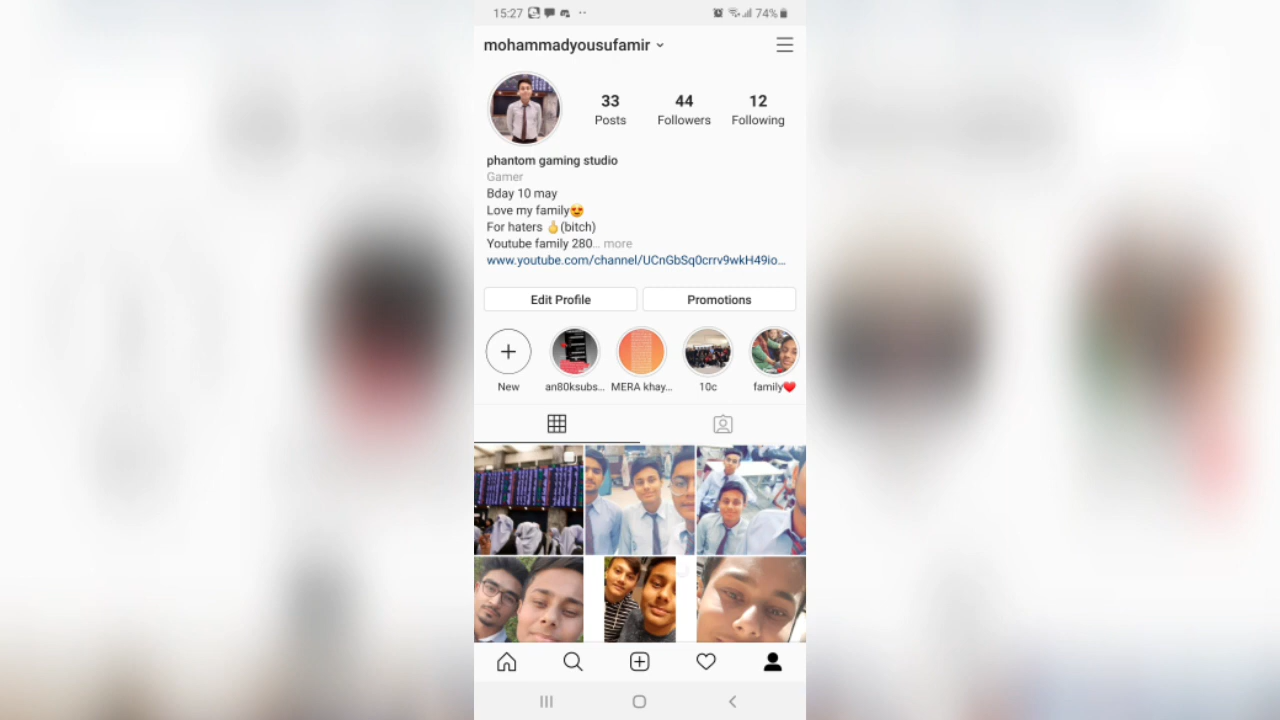 15:27 74%
mohammadyousufamir
33 44 12
Posts Followers Following
phantom gaming studio
Gamer
Bday 10 may
Love my family😍
For haters 🖕(bitch)
Youtube family 280... more
www.youtube.com/channel/UCnGbSq0crrv9wkH49io...
Edit Profile Promotions
New an80ksubs... MERA khay... 10c family❤️